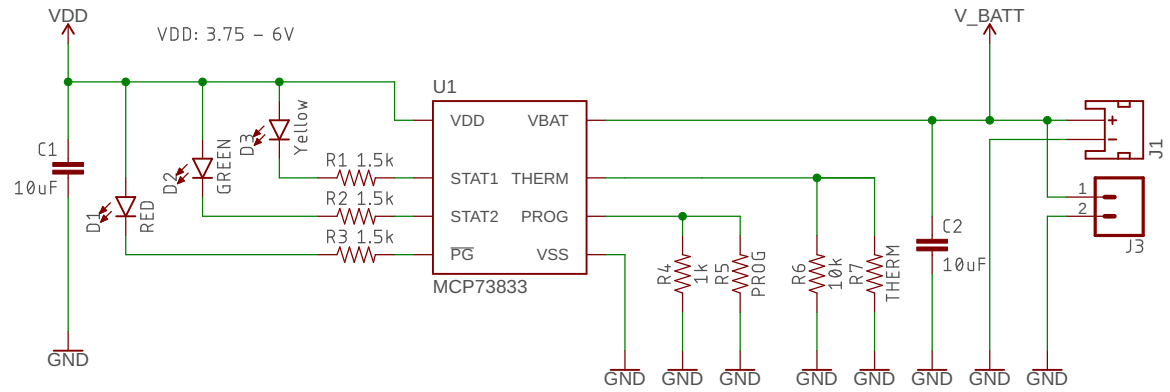 VDD
VDD: 3.75 – 6V
V_BATT
U1
VDD
VBAT
STAT1
THERM
STAT2
PROG
PG
VSS
MCP73833
C1
10uF
D1
RED
D2
GREEN
D3
Yellow
R1 1.5k
R2 1.5k
R3 1.5k
R4
1k
R5
PROG
R6
10k
R7
THERM
C2
10uF
+
–
J1
1
2
J3
GND
GND
GND
GND
GND
GND
GND
GND
GND